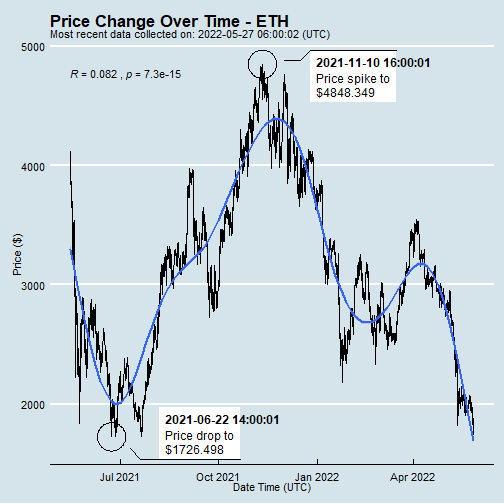 Price Change Over Time - ETH
Most recent data collected on: 2022-05-27 06:00:02 (UTC)
5000
R = 0.082 , p = 7.3e-15
2021-11-10 16:00:01
Price spike to
$4848.349
4000
3000
Price ($)
2000
2021-06-22 14:00:01
Price drop to
$1726.498
Jul 2021
Oct 2021
Jan 2022
Apr 2022
Date Time (UTC)